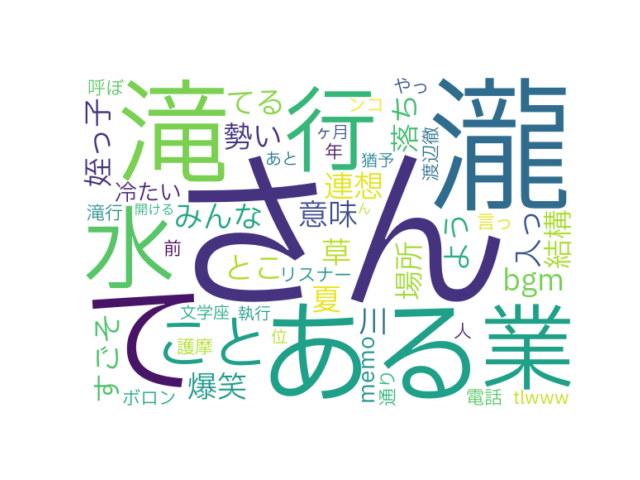 呼ぼ
滝
てる
行
ンコ
やっ
瀧
姪っ子
勢い
ヶ月
年
落ち
渡辺徹
あと
猶予
冷たい
連想
滝行
開ける
みんな
意味
ん
よう
言っ
入っ
結構
水
さん
前
とこ
草
リスナー
夏
場所
bgm
て
こと
ある
業
すごそ
文学座
執行
川
位
人
護摩
memo
通り
ボロン
爆笑
電話
tlwww